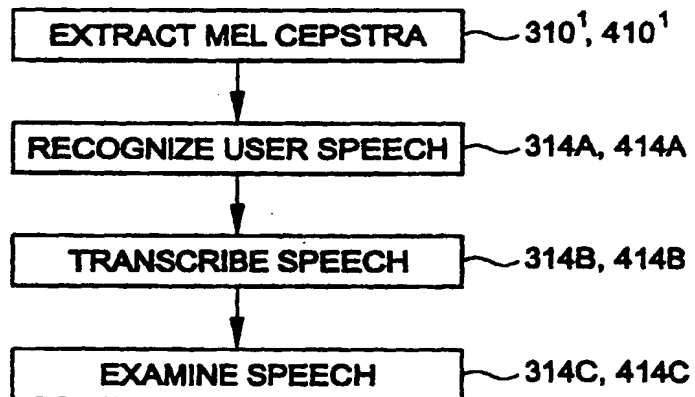 EXTRACT MEL CEPSTRA 310¹, 410¹
RECOGNIZE USER SPEECH 314A, 414A
TRANSCRIBE SPEECH 314B, 414B
EXAMINE SPEECH 314C, 414C